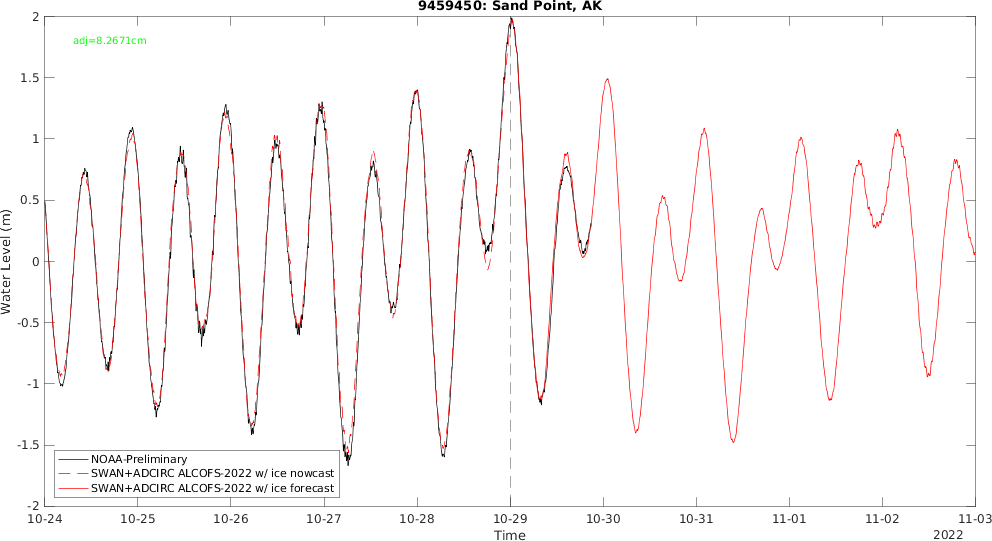 9459450: Sand Point, AK
adj=8.2671cm
Water Level (m)
2
1.5
1
0.5
0
-0.5
-1
-1.5
-2
NOAA-Preliminary
SWAN+ADCIRC ALCOFS-2022 w/ ice nowcast
SWAN+ADCIRC ALCOFS-2022 w/ ice forecast
10-24 10-25 10-26 10-27 10-28 10-29 10-30 10-31 11-01 11-02 11-03
Time
2022